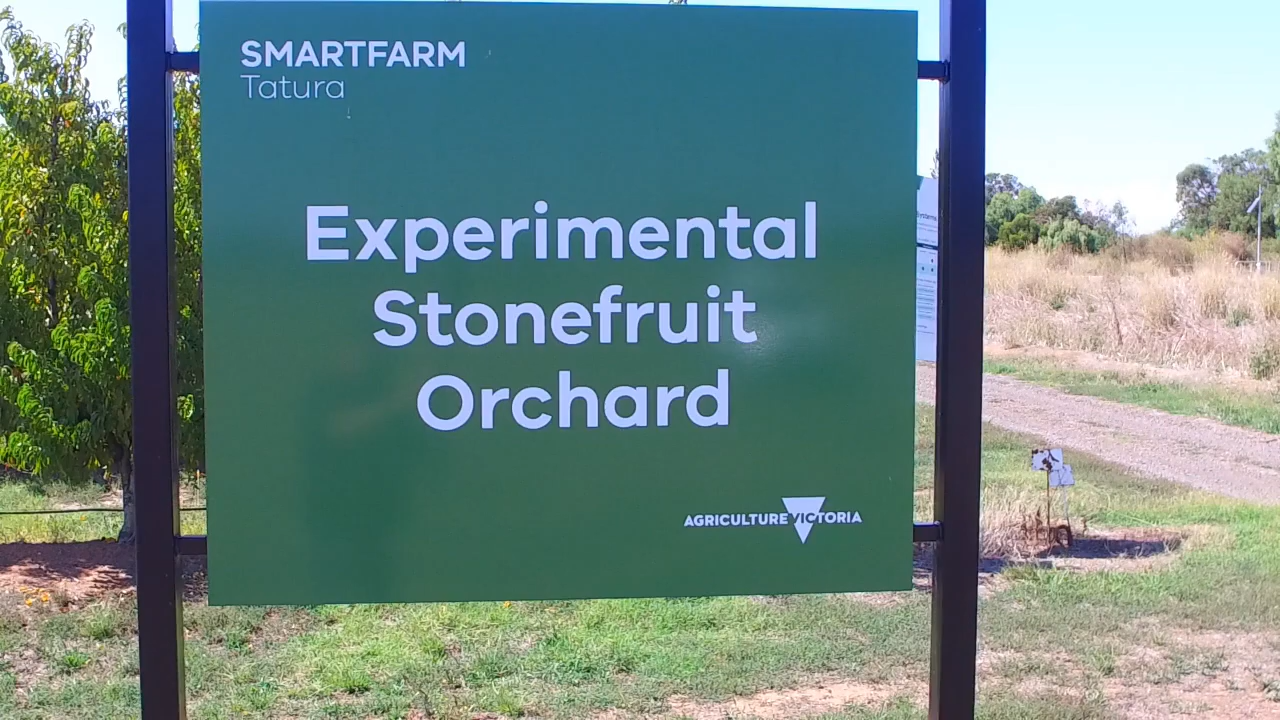 SMARTFARM
Tatura
Experimental
Stonefruit
Orchard
AGRICULTURE VICTORIA